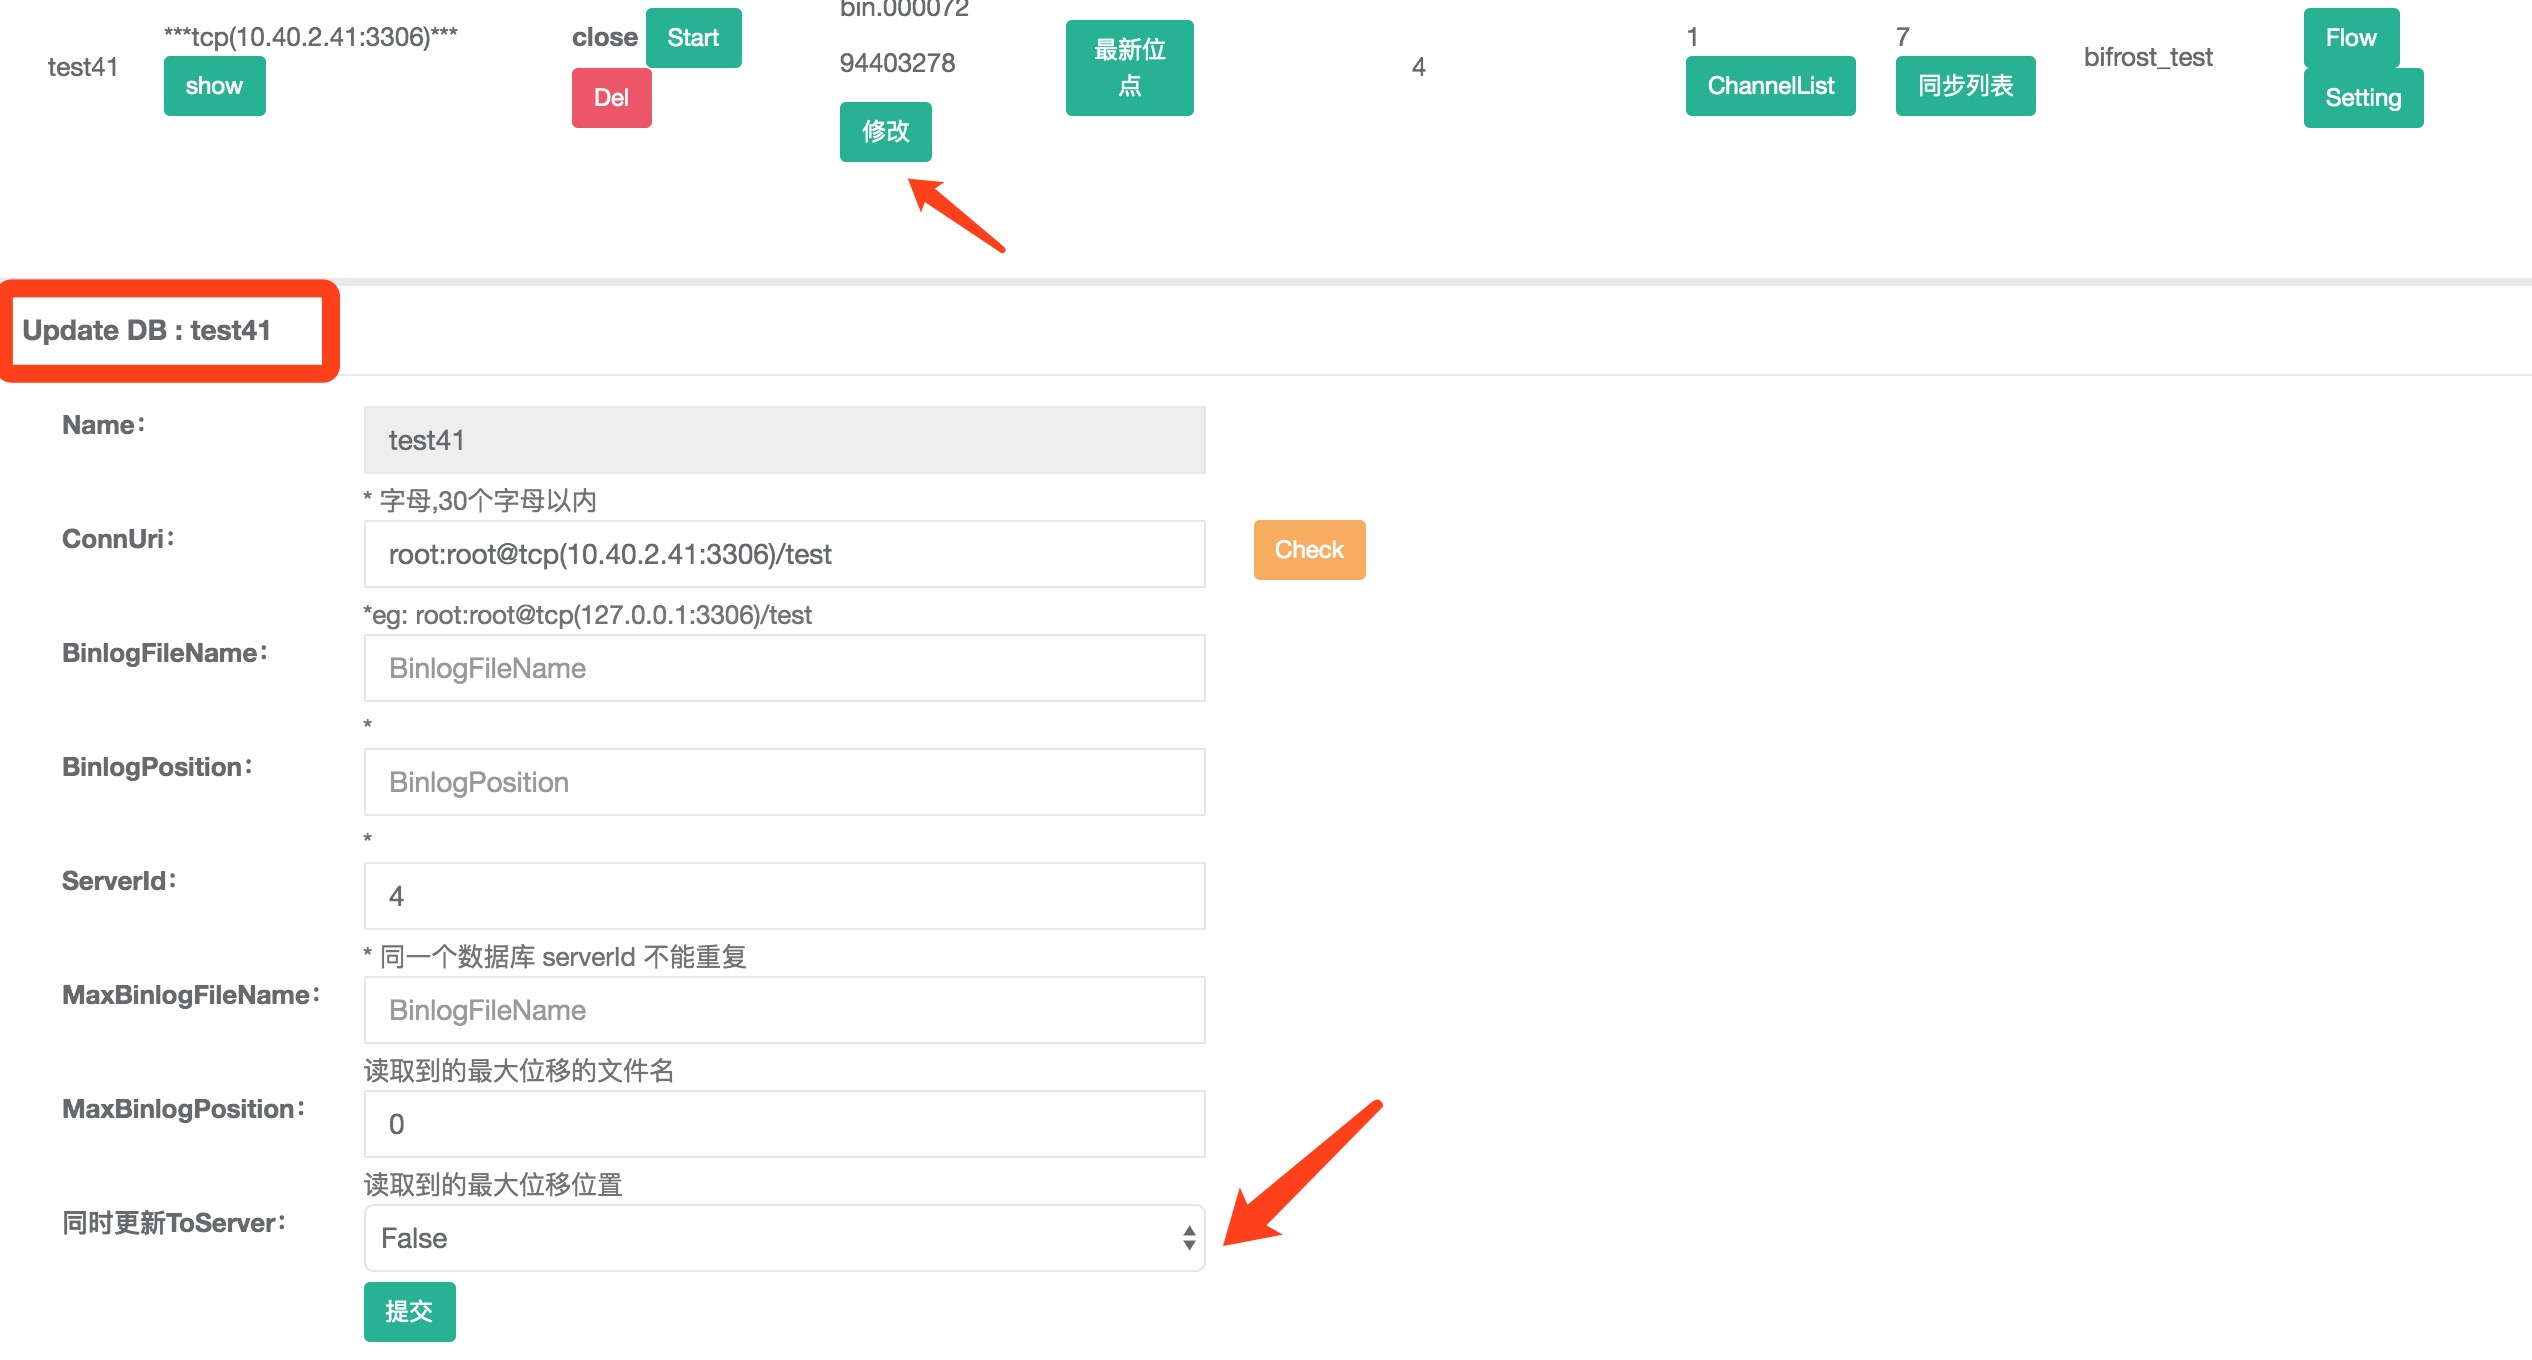 test41
***tcp(10.40.2.41:3306)***
show
close Start
Del
bin.000072
94403278
修改
最新位
点
4
1
ChannelList
7
同步列表
bifrost_test
Flow
Setting
Update DB : test41
Name：
test41
* 字母,30个字母以内
ConnUri：
root:root@tcp(10.40.2.41:3306)/test
Check
*eg: root:root@tcp(127.0.0.1:3306)/test
BinlogFileName：
BinlogFileName
*
BinlogPosition：
BinlogPosition
*
ServerId：
4
* 同一个数据库 serverId 不能重复
MaxBinlogFileName：
BinlogFileName
读取到的最大位移的文件名
MaxBinlogPosition：
0
读取到的最大位移位置
同时更新ToServer：
False
提交